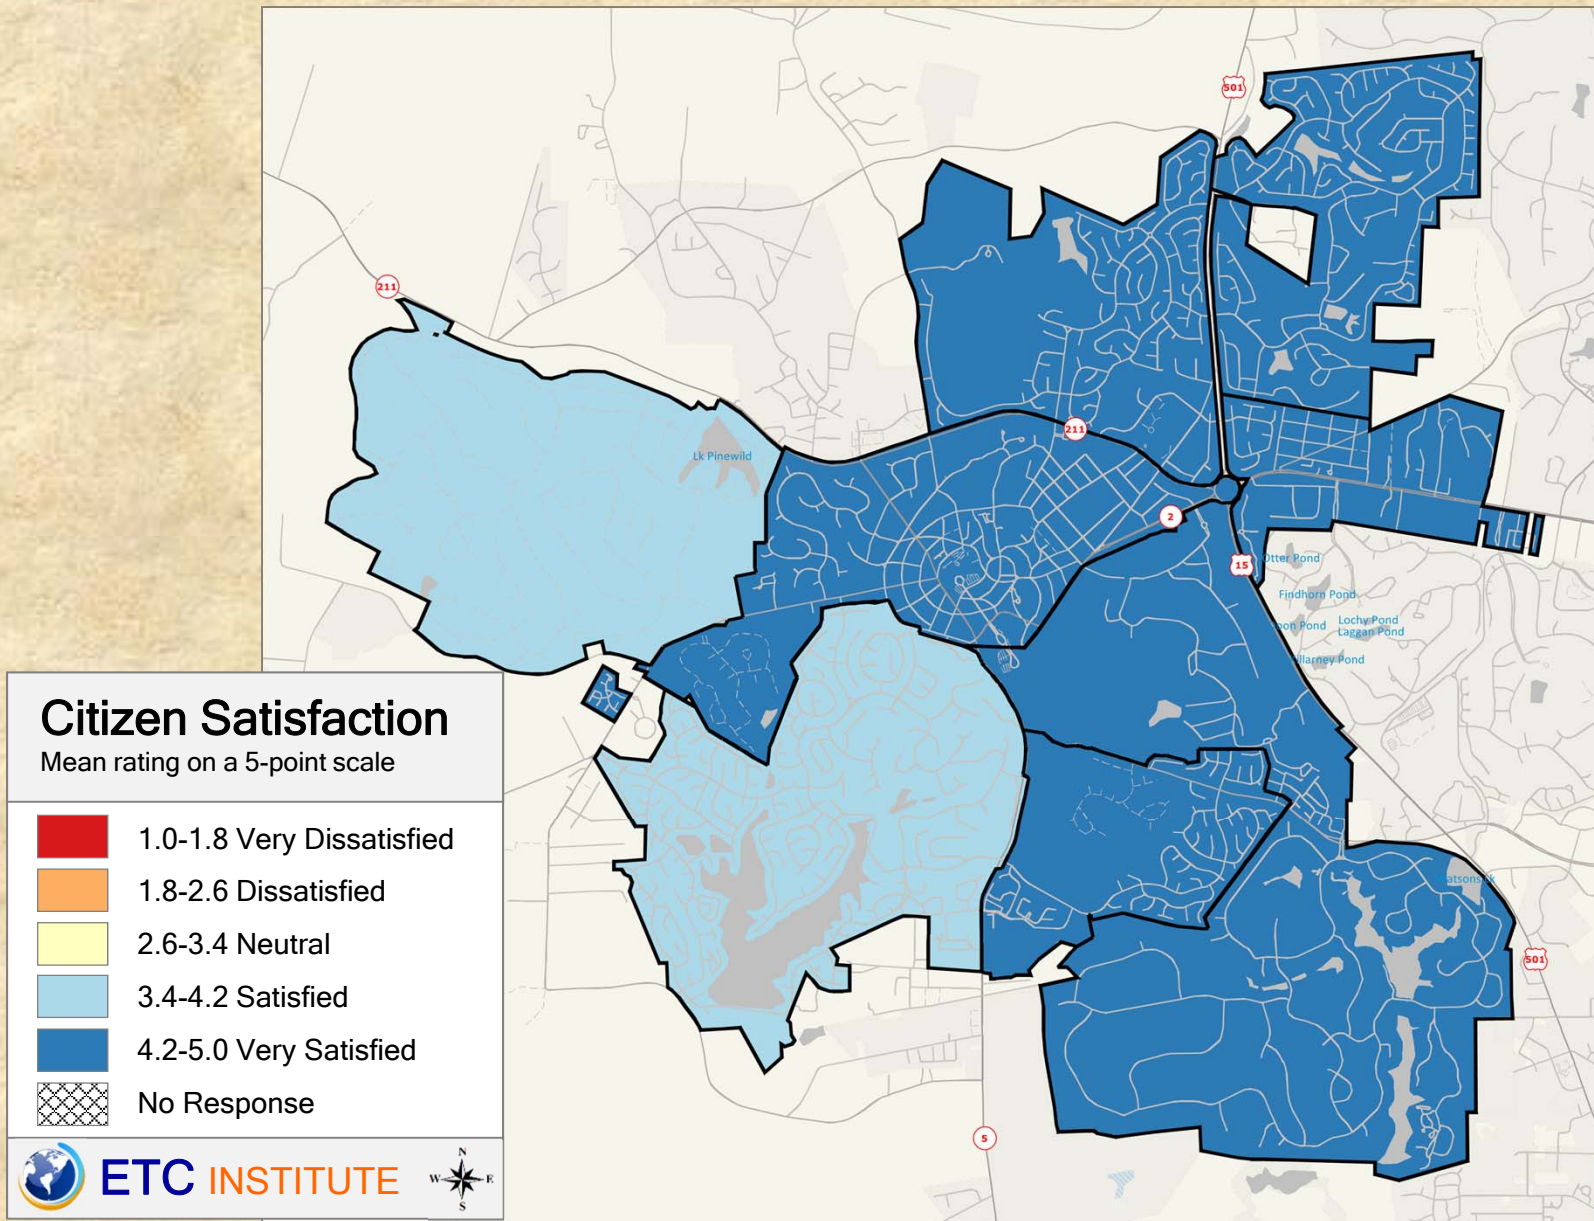 501
211
211
Lk Pinewild
2
15
Otter Pond
Findhorn Pond
Lochy Pond
Laggan Pond
Pond
Pond
501
5
Citizen Satisfaction
Mean rating on a 5-point scale
1.0-1.8 Very Dissatisfied
1.8-2.6 Dissatisfied
2.6-3.4 Neutral
3.4-4.2 Satisfied
4.2-5.0 Very Satisfied
No Response
ETC INSTITUTE
N
W E
S